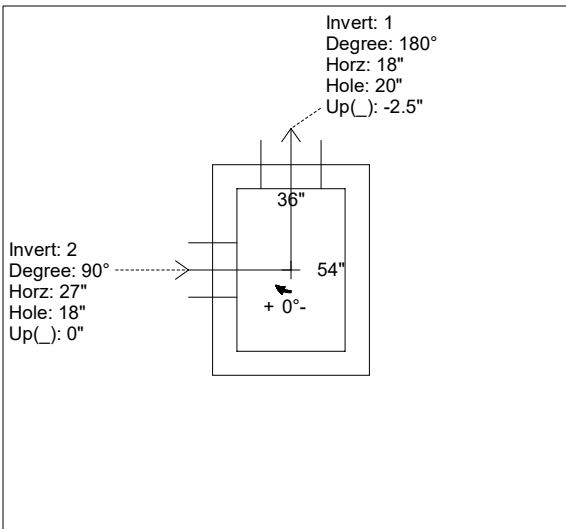 Invert: 1
Degree: 180°
Horz: 18"
Hole: 20"
Up(_): -2.5"
36"
Invert: 2
Degree: 90°
Horz: 27"
Hole: 18"
Up(_): 0"
54"
+ 0°-